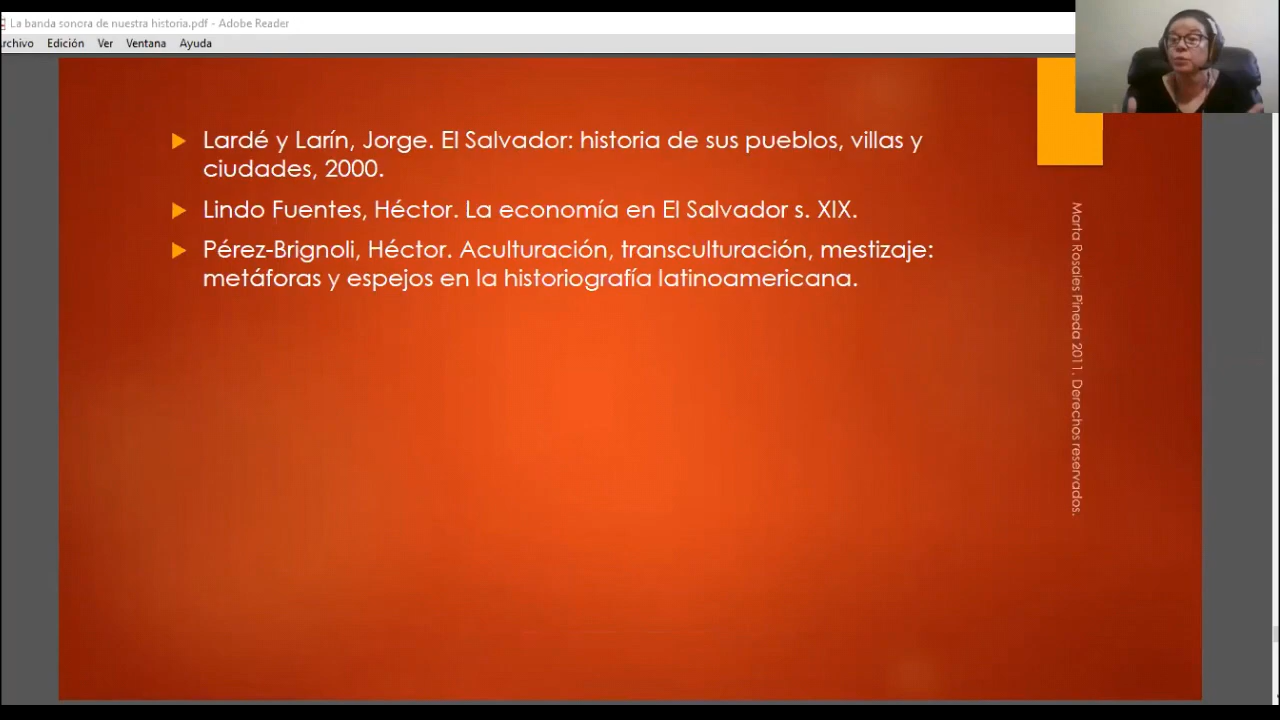 La banda sonora de nuestra historia.pdf - Adobe Reader
rchivo Edición Ver Ventana Ayuda
Lardé y Larín, Jorge. El Salvador: historia de sus pueblos, villas y
ciudades, 2000.
Lindo Fuentes, Héctor. La economía en El Salvador s. XIX.
Pérez-Brignoli, Héctor. Aculturación, transculturación, mestizaje:
metáforas y espejos en la historiografía latinoamericana.
Marta Rosales Pineda 2011. Derechos reservados.